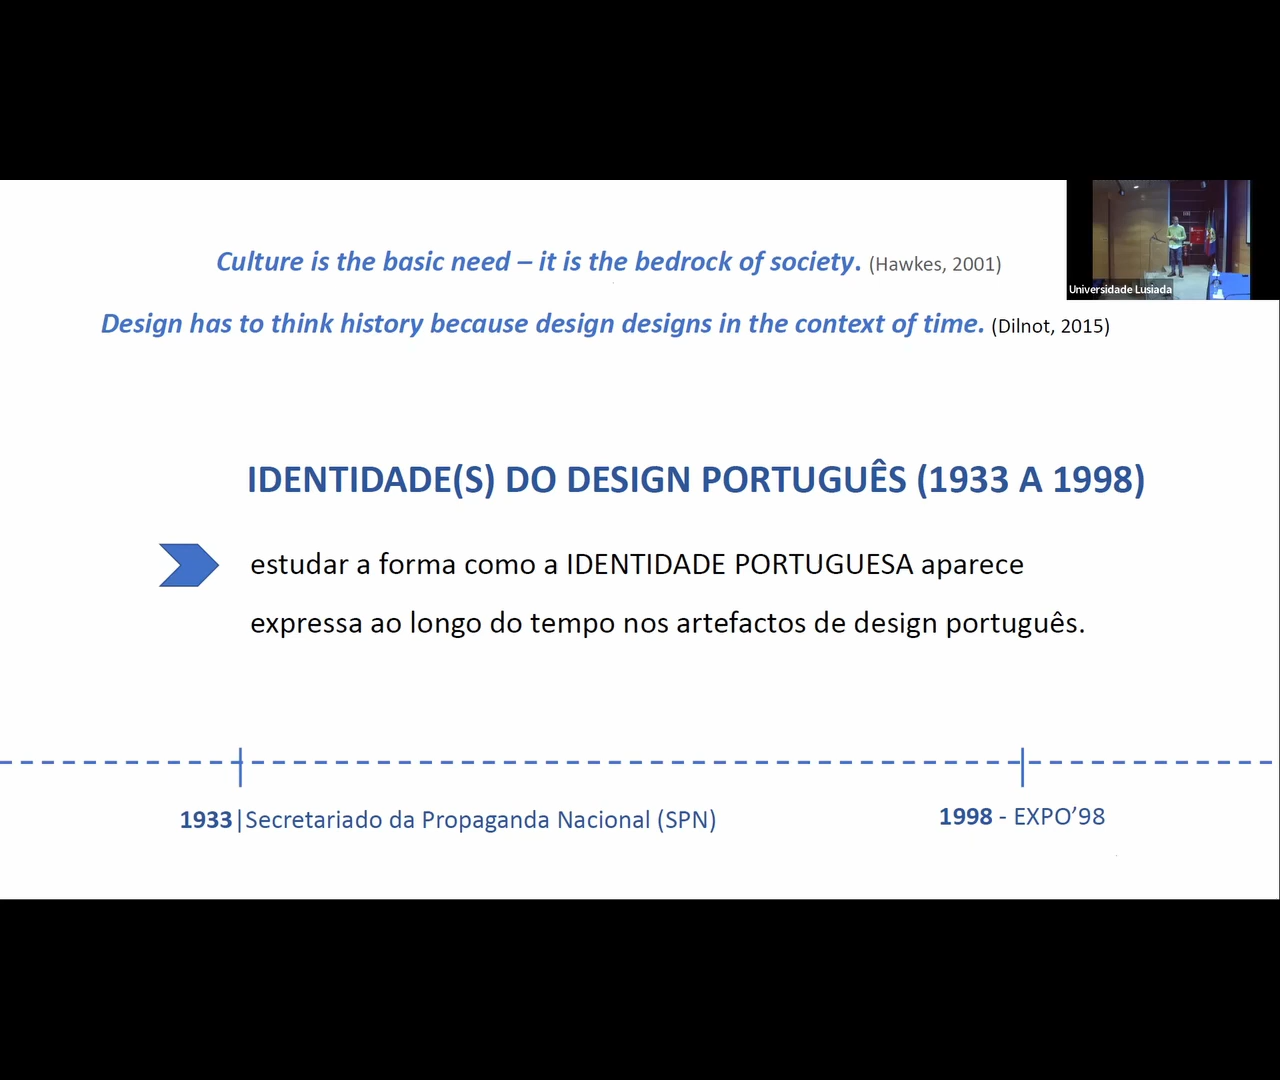 Culture is the basic need – it is the bedrock of society. (Hawkes, 2001)
Universidade Lusiada
Design has to think history because design designs in the context of time. (Dilnot, 2015)
IDENTIDADE(S) DO DESIGN PORTUGUÊS (1933 A 1998)
estudar a forma como a IDENTIDADE PORTUGUESA aparece
expressa ao longo do tempo nos artefactos de design português.
1933|Secretariado da Propaganda Nacional (SPN)
1998 - EXPO’98